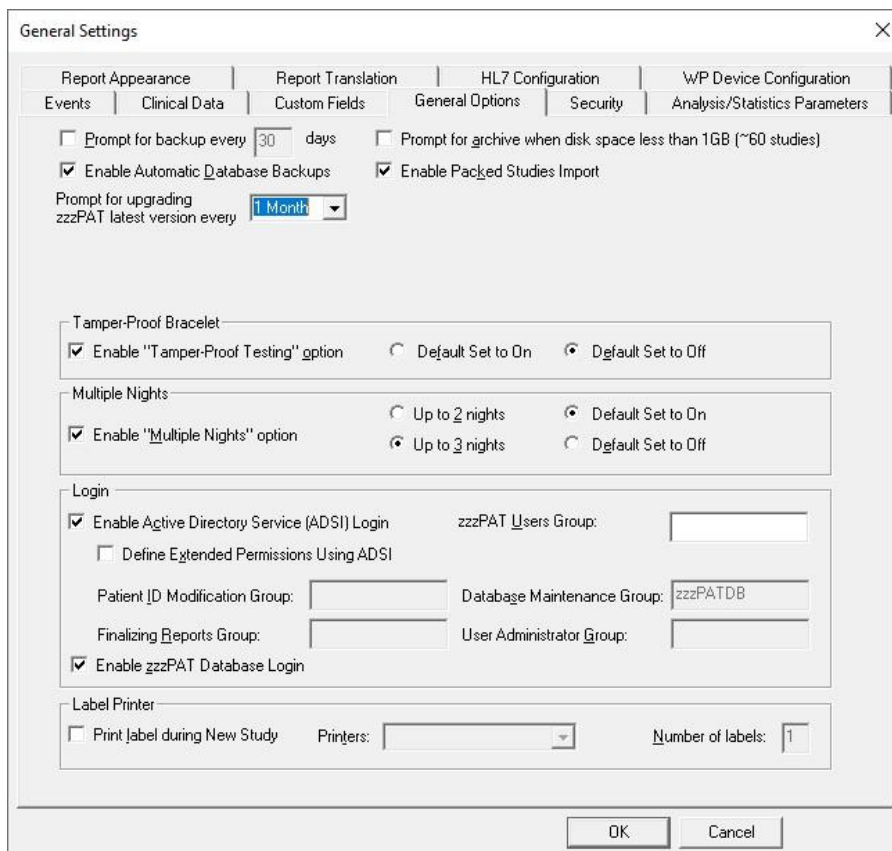 General Settings
Report Appearance Report Translation HL7 Configuration WP Device Configuration
Events Clinical Data Custom Fields General Options Security Analysis/Statistics Parameters
Prompt for backup every 30 days Prompt for archive when disk space less than 1GB (~60 studies)
Enable Automatic Database Backups Enable Packed Studies Import
Prompt for upgrading
zzzPAT latest version every 1 Month
Tamper-Proof Bracelet
Enable "Tamper-Proof Testing" option Default Set to On Default Set to Off
Multiple Nights
Up to 2 nights Default Set to On
Enable "Multiple Nights" option
Up to 3 nights Default Set to Off
Login
Enable Active Directory Service (ADSI) Login zzzPAT Users Group:
Define Extended Permissions Using ADSI
Patient ID Modification Group: Database Maintenance Group: zzzPATDB
Finalizing Reports Group: User Administrator Group:
Enable zzzPAT Database Login
Label Printer
Print label during New Study Printers: Number of labels: 1
OK Cancel